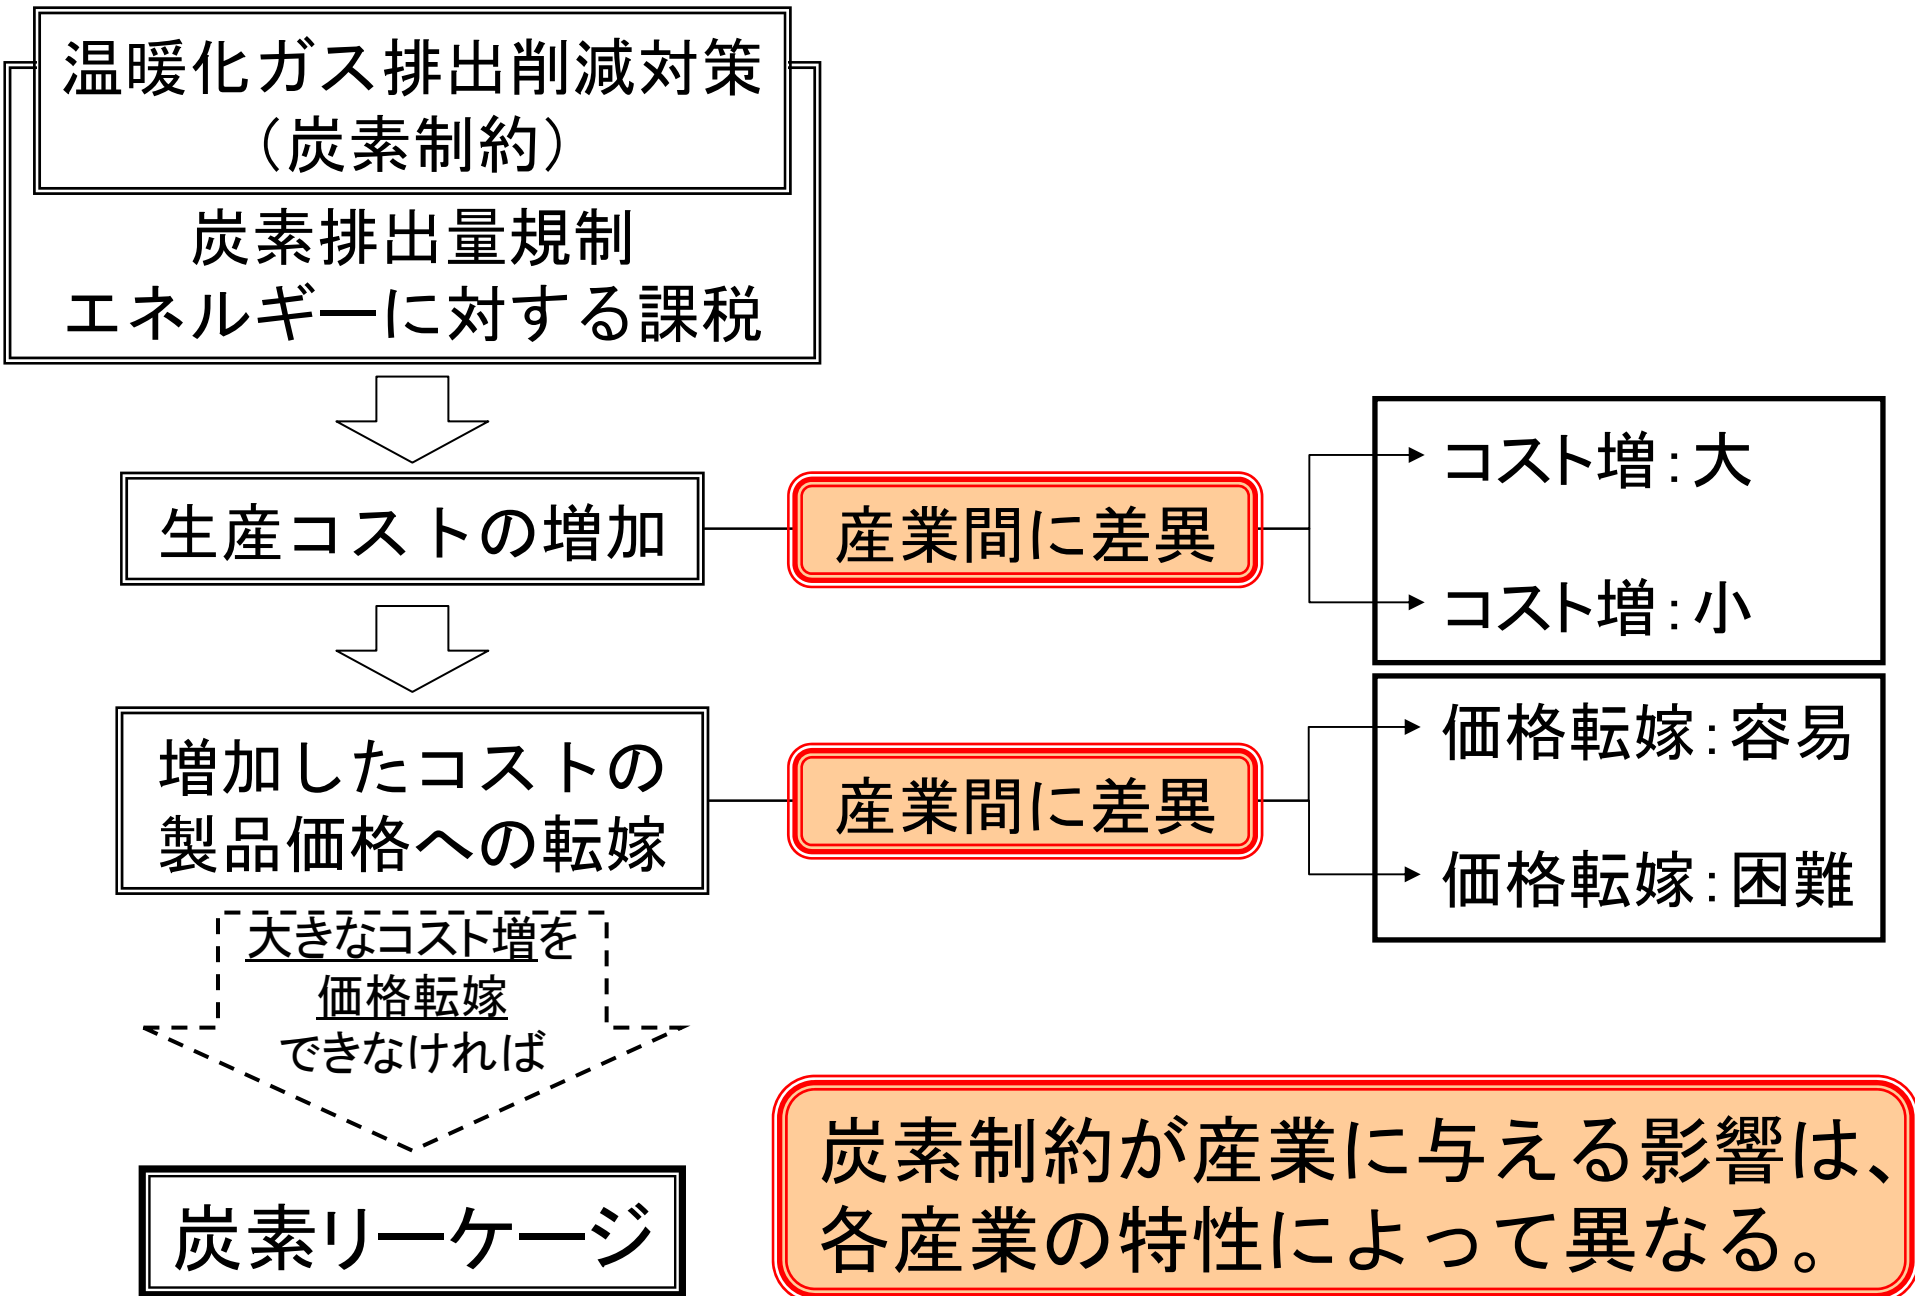 温暖化ガス排出削減対策
（炭素制約）
炭素排出量規制
エネルギーに対する課税
生産コストの増加
産業間に差異
コスト増：大
コスト増：小
増加したコストの
製品価格への転嫁
産業間に差異
価格転嫁：容易
価格転嫁：困難
大きなコスト増を
価格転嫁
できなければ
炭素リーケージ
炭素制約が産業に与える影響は、
各産業の特性によって異なる。